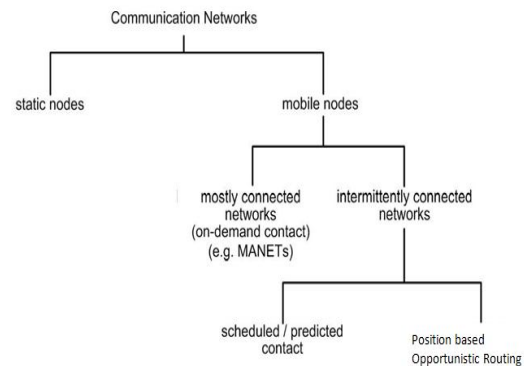 Communication Networks
static nodes
mobile nodes
mostly connected
networks
(on-demand contact)
(e.g. MANETs)
intermittently connected
networks
scheduled / predicted
contact
Position based
Opportunistic Routing